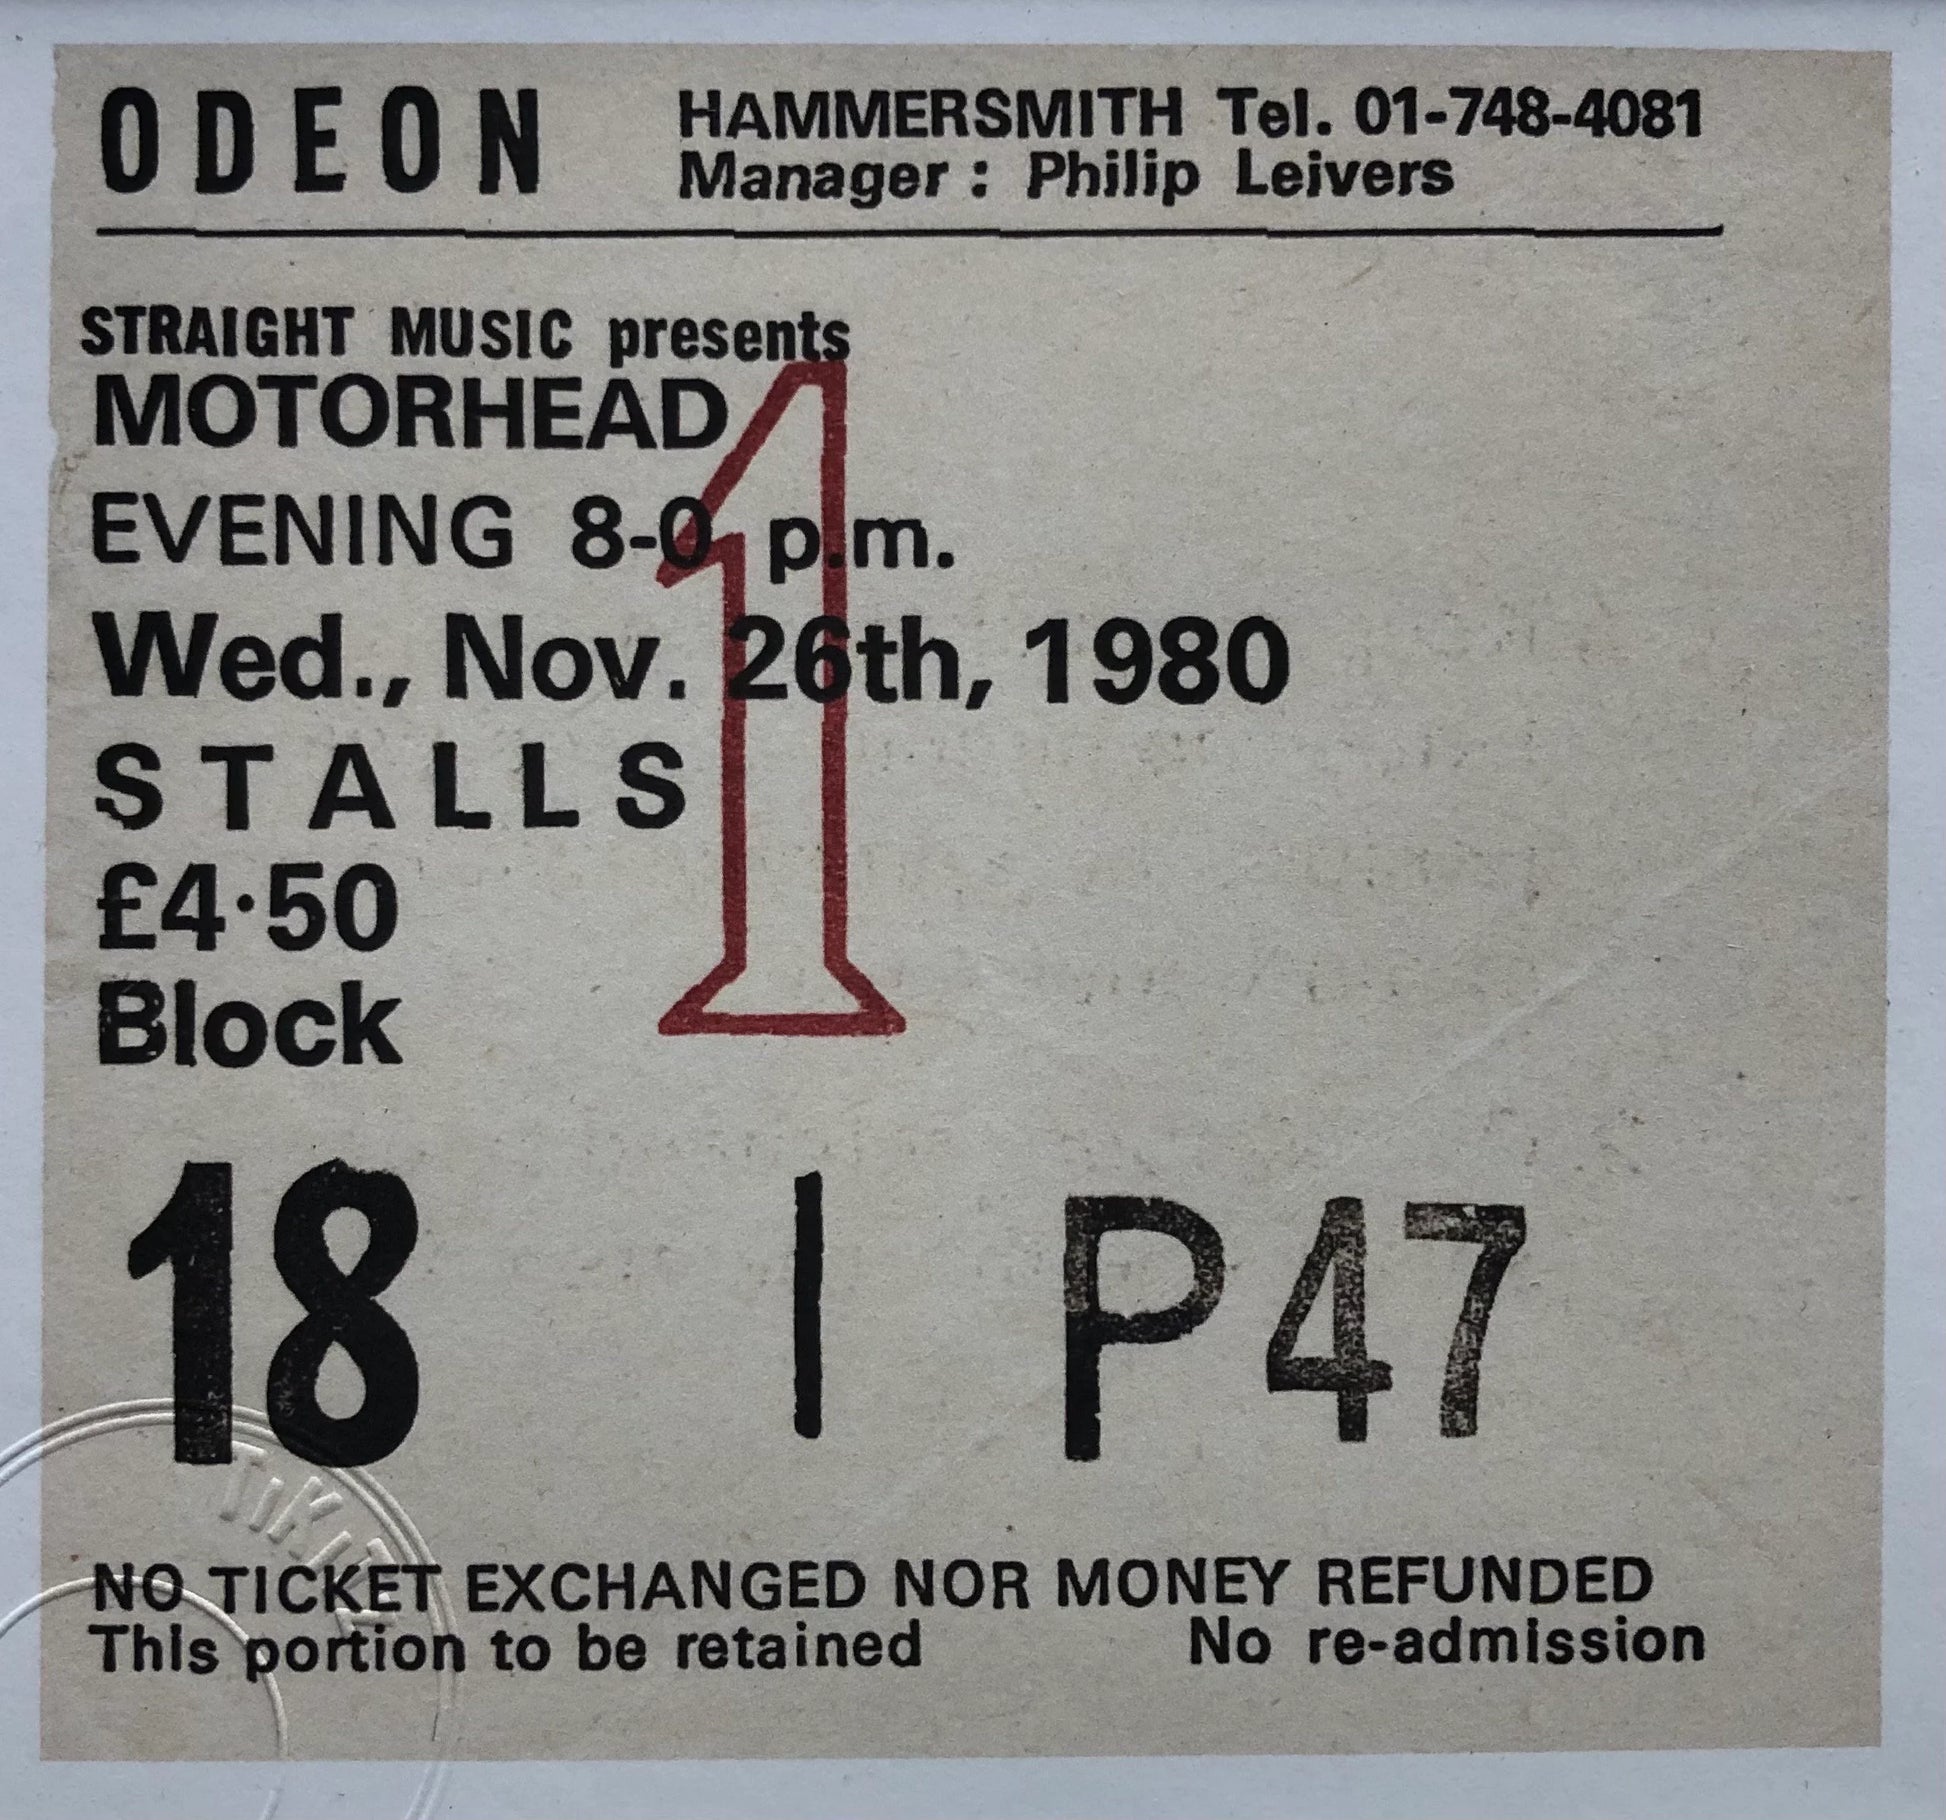 ODEON HAMMERSMITH Tel. 01-748-4081
Manager : Philip Leivers
STRAIGHT MUSIC presents
MOTORHEAD
EVENING 8-0 p.m.
Wed., Nov. 26th, 1980
STALLS
£4·50
Block
1
18 | P47
NO TICKET EXCHANGED NOR MONEY REFUNDED
This portion to be retained No re-admission